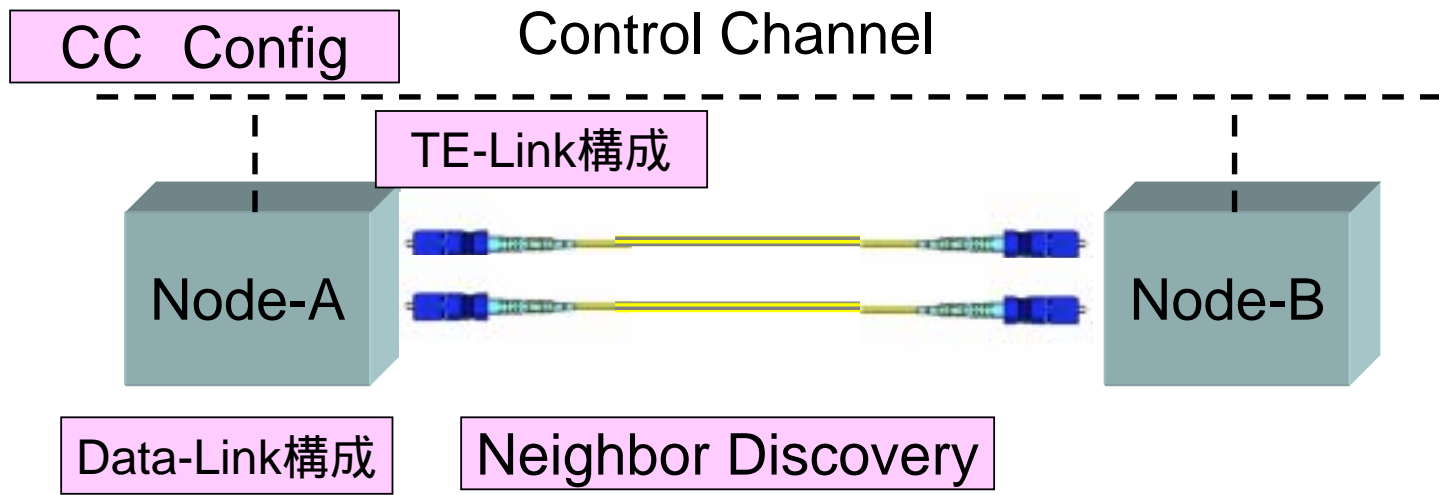 CC Config
Control Channel
TE-Link構成
Node-A
Node-B
Data-Link構成
Neighbor Discovery